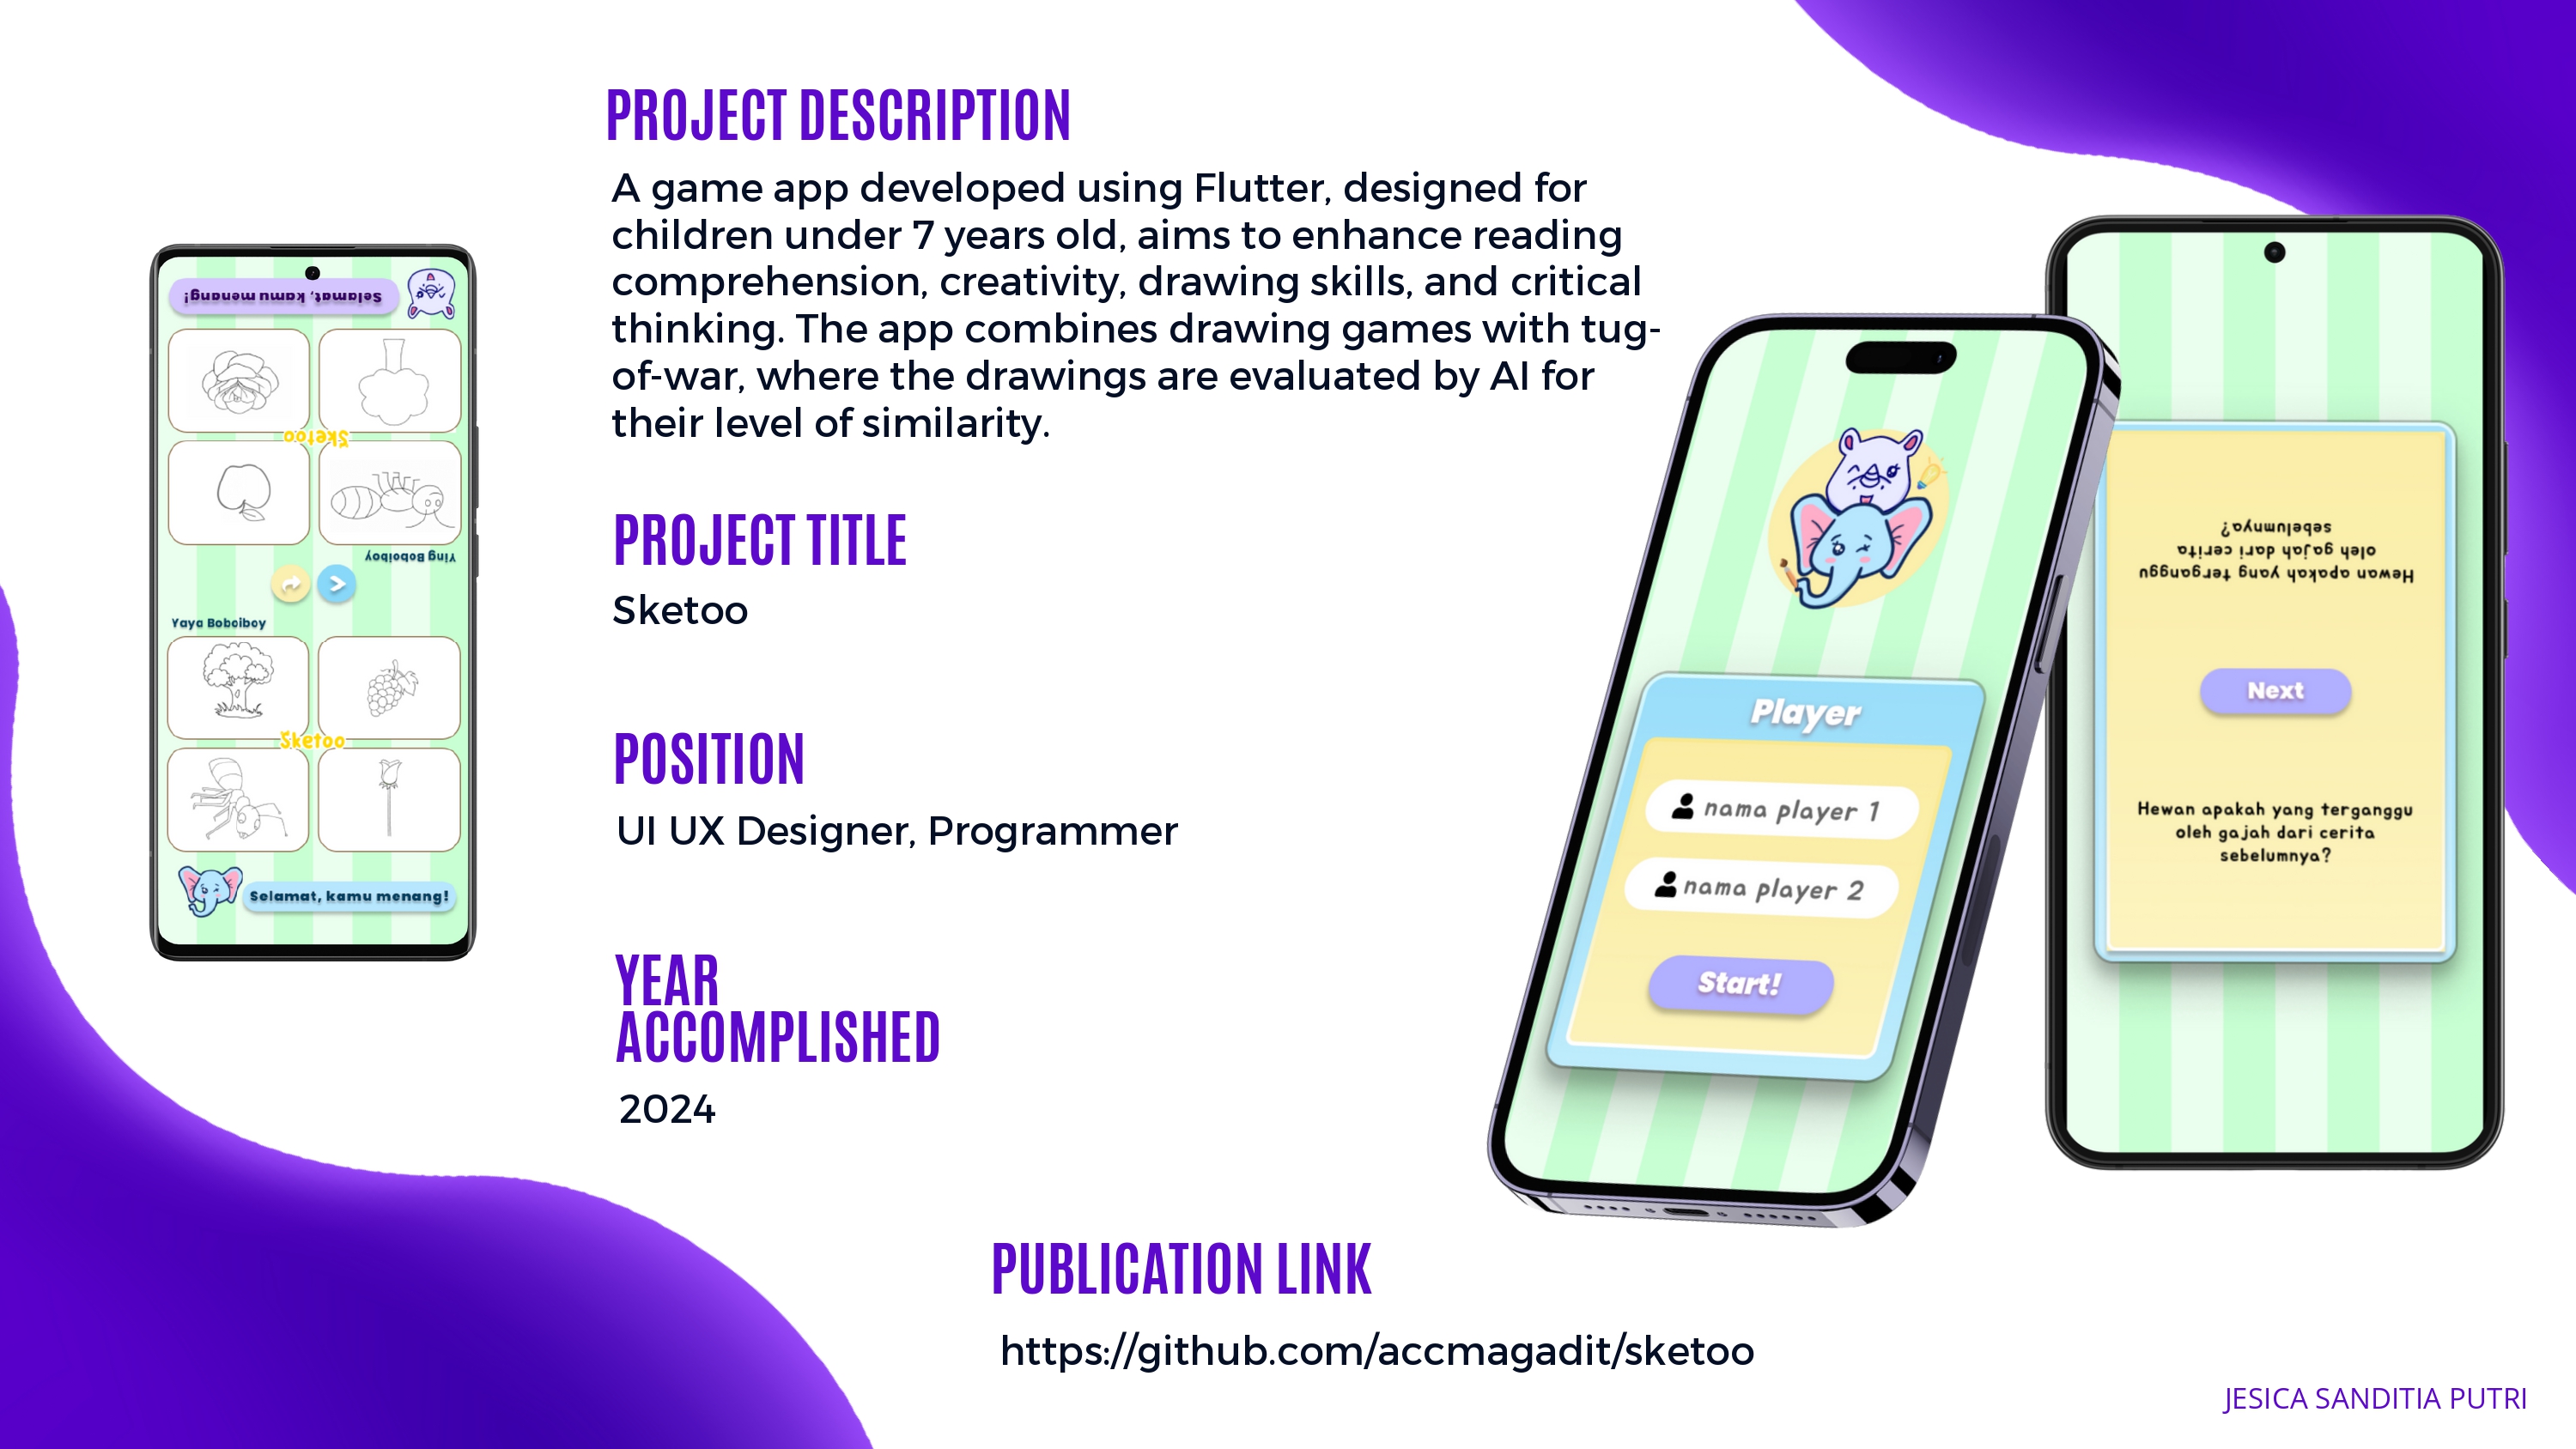 PROJECT DESCRIPTION
A game app developed using Flutter, designed for
children under 7 years old, aims to enhance reading
comprehension, creativity, drawing skills, and critical
thinking. The app combines drawing games with tug-
of-war, where the drawings are evaluated by AI for
their level of similarity.
PROJECT TITLE
Sketoo
POSITION
UI UX Designer, Programmer
YEAR
ACCOMPLISHED
2024
PUBLICATION LINK
https://github.com/accmagadit/sketoo
JESICA SANDITIA PUTRI
Selamat, kamu menang!
Sketoo
Ying Boboiboy
Yaya Boboiboy
Sketoo
Selamat, kamu menang!
Player
nama player 1
nama player 2
Start!
Hewan apakah yang terganggu
oleh gajah dari cerita
sebelumnya?
Next
Hewan apakah yang terganggu
oleh gajah dari cerita
sebelumnya?